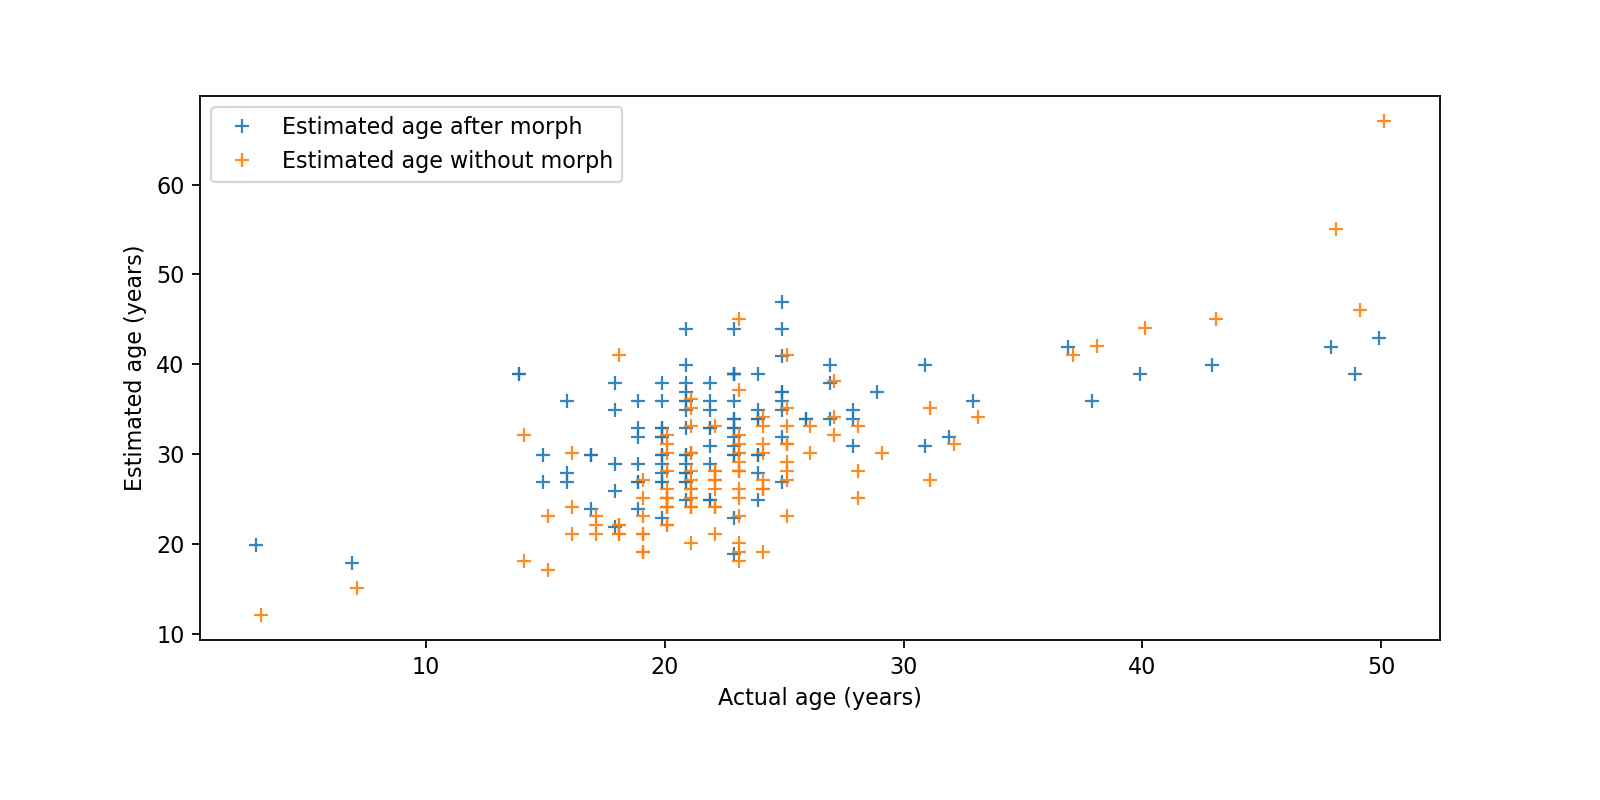 Estimated age after morph
Estimated age without morph
60
50
40
30
20
10
Estimated age (years)
10 20 30 40 50
Actual age (years)